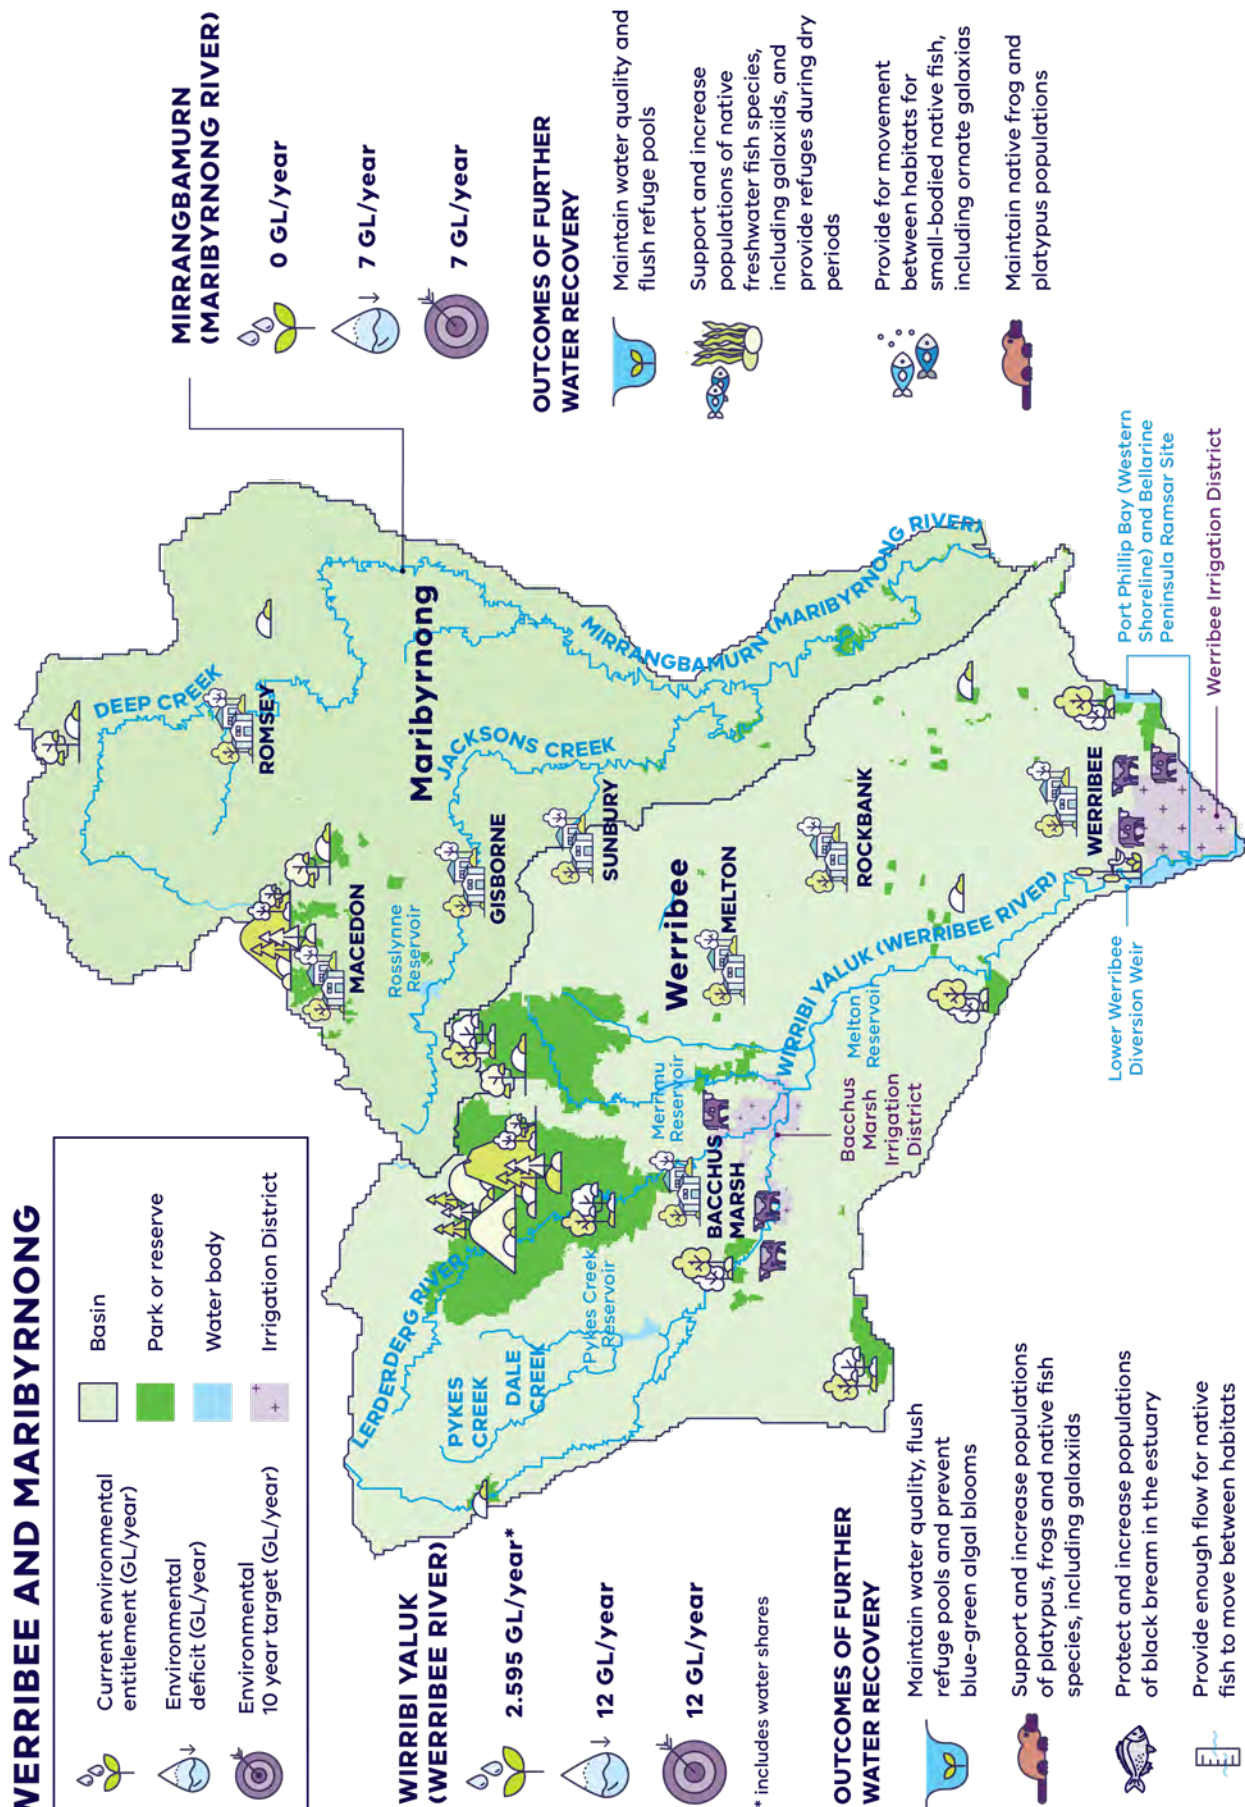 WERRIBEE AND MARIBYRNONG
Current environmental
entitlement (GL/year)
Environmental
deficit (GL/year)
Environmental
10 year target (GL/year)
Basin
Park or reserve
Water body
Irrigation District
WIRRIBI YALUK
(WERRIBEE RIVER)
2.595 GL/year*
12 GL/year
12 GL/year
* includes water shares
OUTCOMES OF FURTHER
WATER RECOVERY
Maintain water quality, flush
refuge pools and prevent
blue-green algal blooms
Support and increase populations
of platypus, frogs and native fish
species, including galaxiids
Protect and increase populations
of black bream in the estuary
Provide enough flow for native
fish to move between habitats
LERDERDERG RIVER
PYKES
CREEK
DALE
CREEK
Pykes Creek
Reservoir
BACCHUS
MARSH
Merrimu
Reservoir
Bacchus
Marsh
Irrigation
District
Melton
Reservoir
WIRRIBI YALUK (WERRIBEE RIVER)
Werribee
MELTON
ROCKBANK
WERRIBEE
Lower Werribee
Diversion Weir
MACEDON
Rosslynne
Reservoir
GISBORNE
SUNBURY
JACKSONS CREEK
Maribyrnong
ROMSEY
DEEP CREEK
MIRRANGBAMURN (MARIBYRNONG RIVER)
Port Phillip Bay (Western
Shoreline) and Bellarine
Peninsula Ramsar Site
Werribee Irrigation District
MIRRANGBAMURN
(MARIBYRNONG RIVER)
0 GL/year
7 GL/year
7 GL/year
OUTCOMES OF FURTHER
WATER RECOVERY
Maintain water quality and
flush refuge pools
Support and increase
populations of native
freshwater fish species,
including galaxiids, and
provide refuges during dry
periods
Provide for movement
between habitats for
small-bodied native fish,
including ornate galaxias
Maintain native frog and
platypus populations